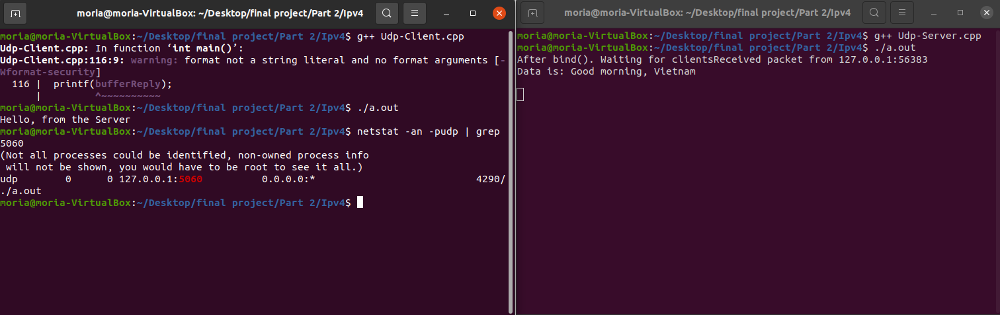 moria@moria-VirtualBox: ~/Desktop/final project/Part 2/Ipv4
moria@moria-VirtualBox:~/Desktop/final project/Part 2/Ipv4$ g++ Udp-Client.cpp
Udp-Client.cpp: In function ‘int main()’:
Udp-Client.cpp:116:9: warning: format not a string literal and no format arguments [-
Wformat-security]
  116 |  printf(bufferReply);
      |         ^~~~~~~~~~~
moria@moria-VirtualBox:~/Desktop/final project/Part 2/Ipv4$ ./a.out
Hello, from the Server
moria@moria-VirtualBox:~/Desktop/final project/Part 2/Ipv4$ netstat -an -pudp | grep
5060
(Not all processes could be identified, non-owned process info
 will not be shown, you would have to be root to see it all.)
udp        0      0 127.0.0.1:5060          0.0.0.0:*                           4290/
./a.out
moria@moria-VirtualBox:~/Desktop/final project/Part 2/Ipv4$
moria@moria-VirtualBox: ~/Desktop/final project/Part 2/Ipv4
moria@moria-VirtualBox:~/Desktop/final project/Part 2/Ipv4$ g++ Udp-Server.cpp
moria@moria-VirtualBox:~/Desktop/final project/Part 2/Ipv4$ ./a.out
After bind(). Waiting for clientsReceived packet from 127.0.0.1:56383
Data is: Good morning, Vietnam